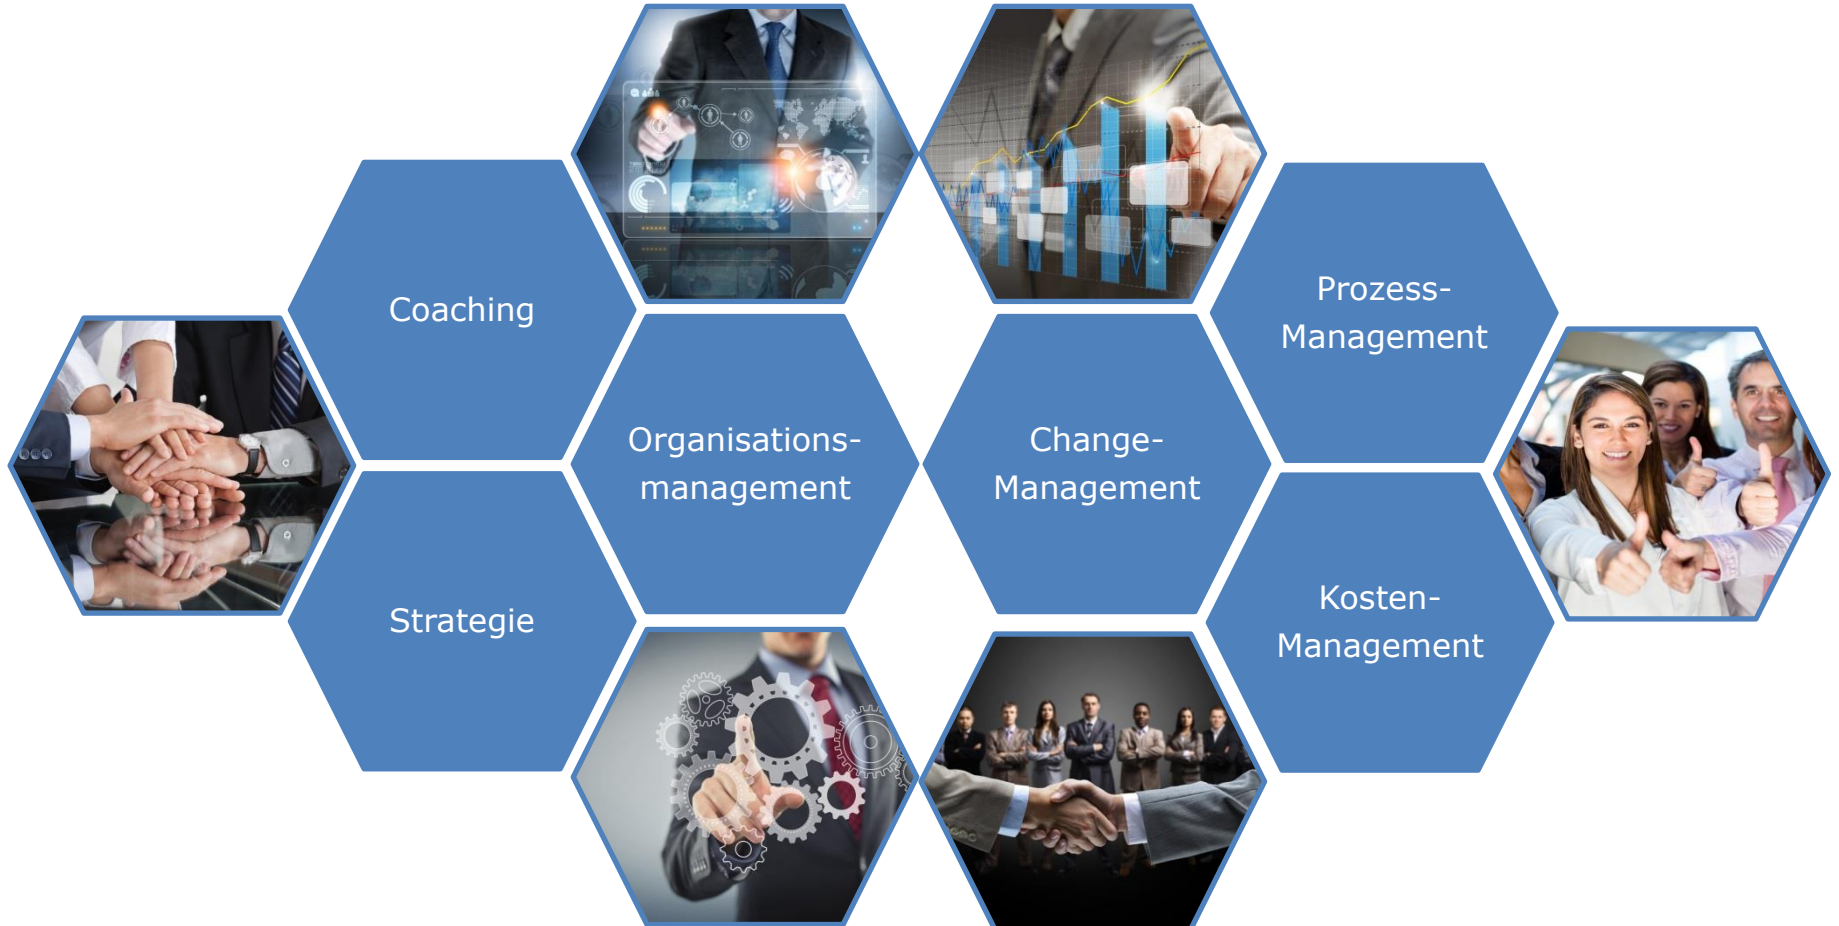 Coaching
Strategie
Organisations-
management
Change-
Management
Prozess-
Management
Kosten-
Management